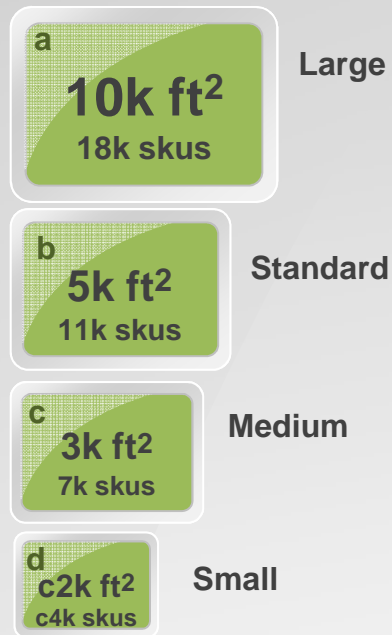 a
10k ft²
18k skus
Large
b
5k ft²
11k skus
Standard
c
3k ft²
7k skus
Medium
d
c2k ft²
c4k skus
Small